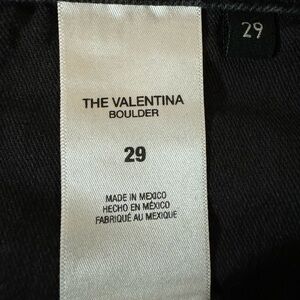 29
THE VALENTINA
BOULDER
29
MADE IN MEXICO
HECHO EN MÉXICO
FABRIQUÉ AU MEXIQUE